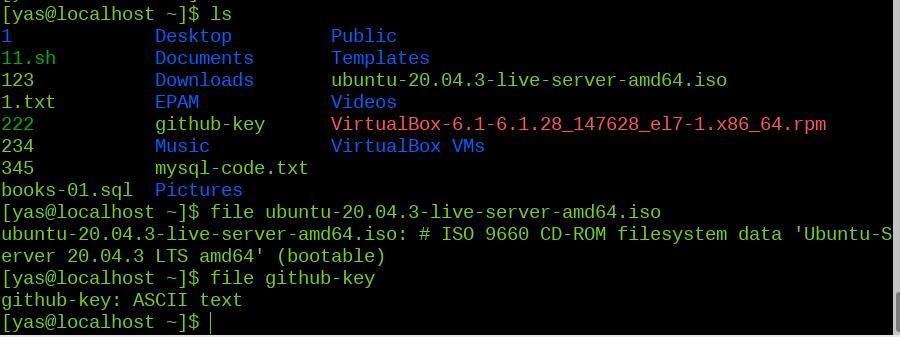 [yas@localhost ~]$ ls
1             Desktop         Public
11.sh         Documents       Templates
123           Downloads       ubuntu-20.04.3-live-server-amd64.iso
1.txt         EPAM            Videos
222           github-key      VirtualBox-6.1-6.1.28_147628_el7-1.x86_64.rpm
234           Music           VirtualBox VMs
345           mysql-code.txt
books-01.sql  Pictures
[yas@localhost ~]$ file ubuntu-20.04.3-live-server-amd64.iso
ubuntu-20.04.3-live-server-amd64.iso: # ISO 9660 CD-ROM filesystem data 'Ubuntu-S
erver 20.04.3 LTS amd64' (bootable)
[yas@localhost ~]$ file github-key
github-key: ASCII text
[yas@localhost ~]$